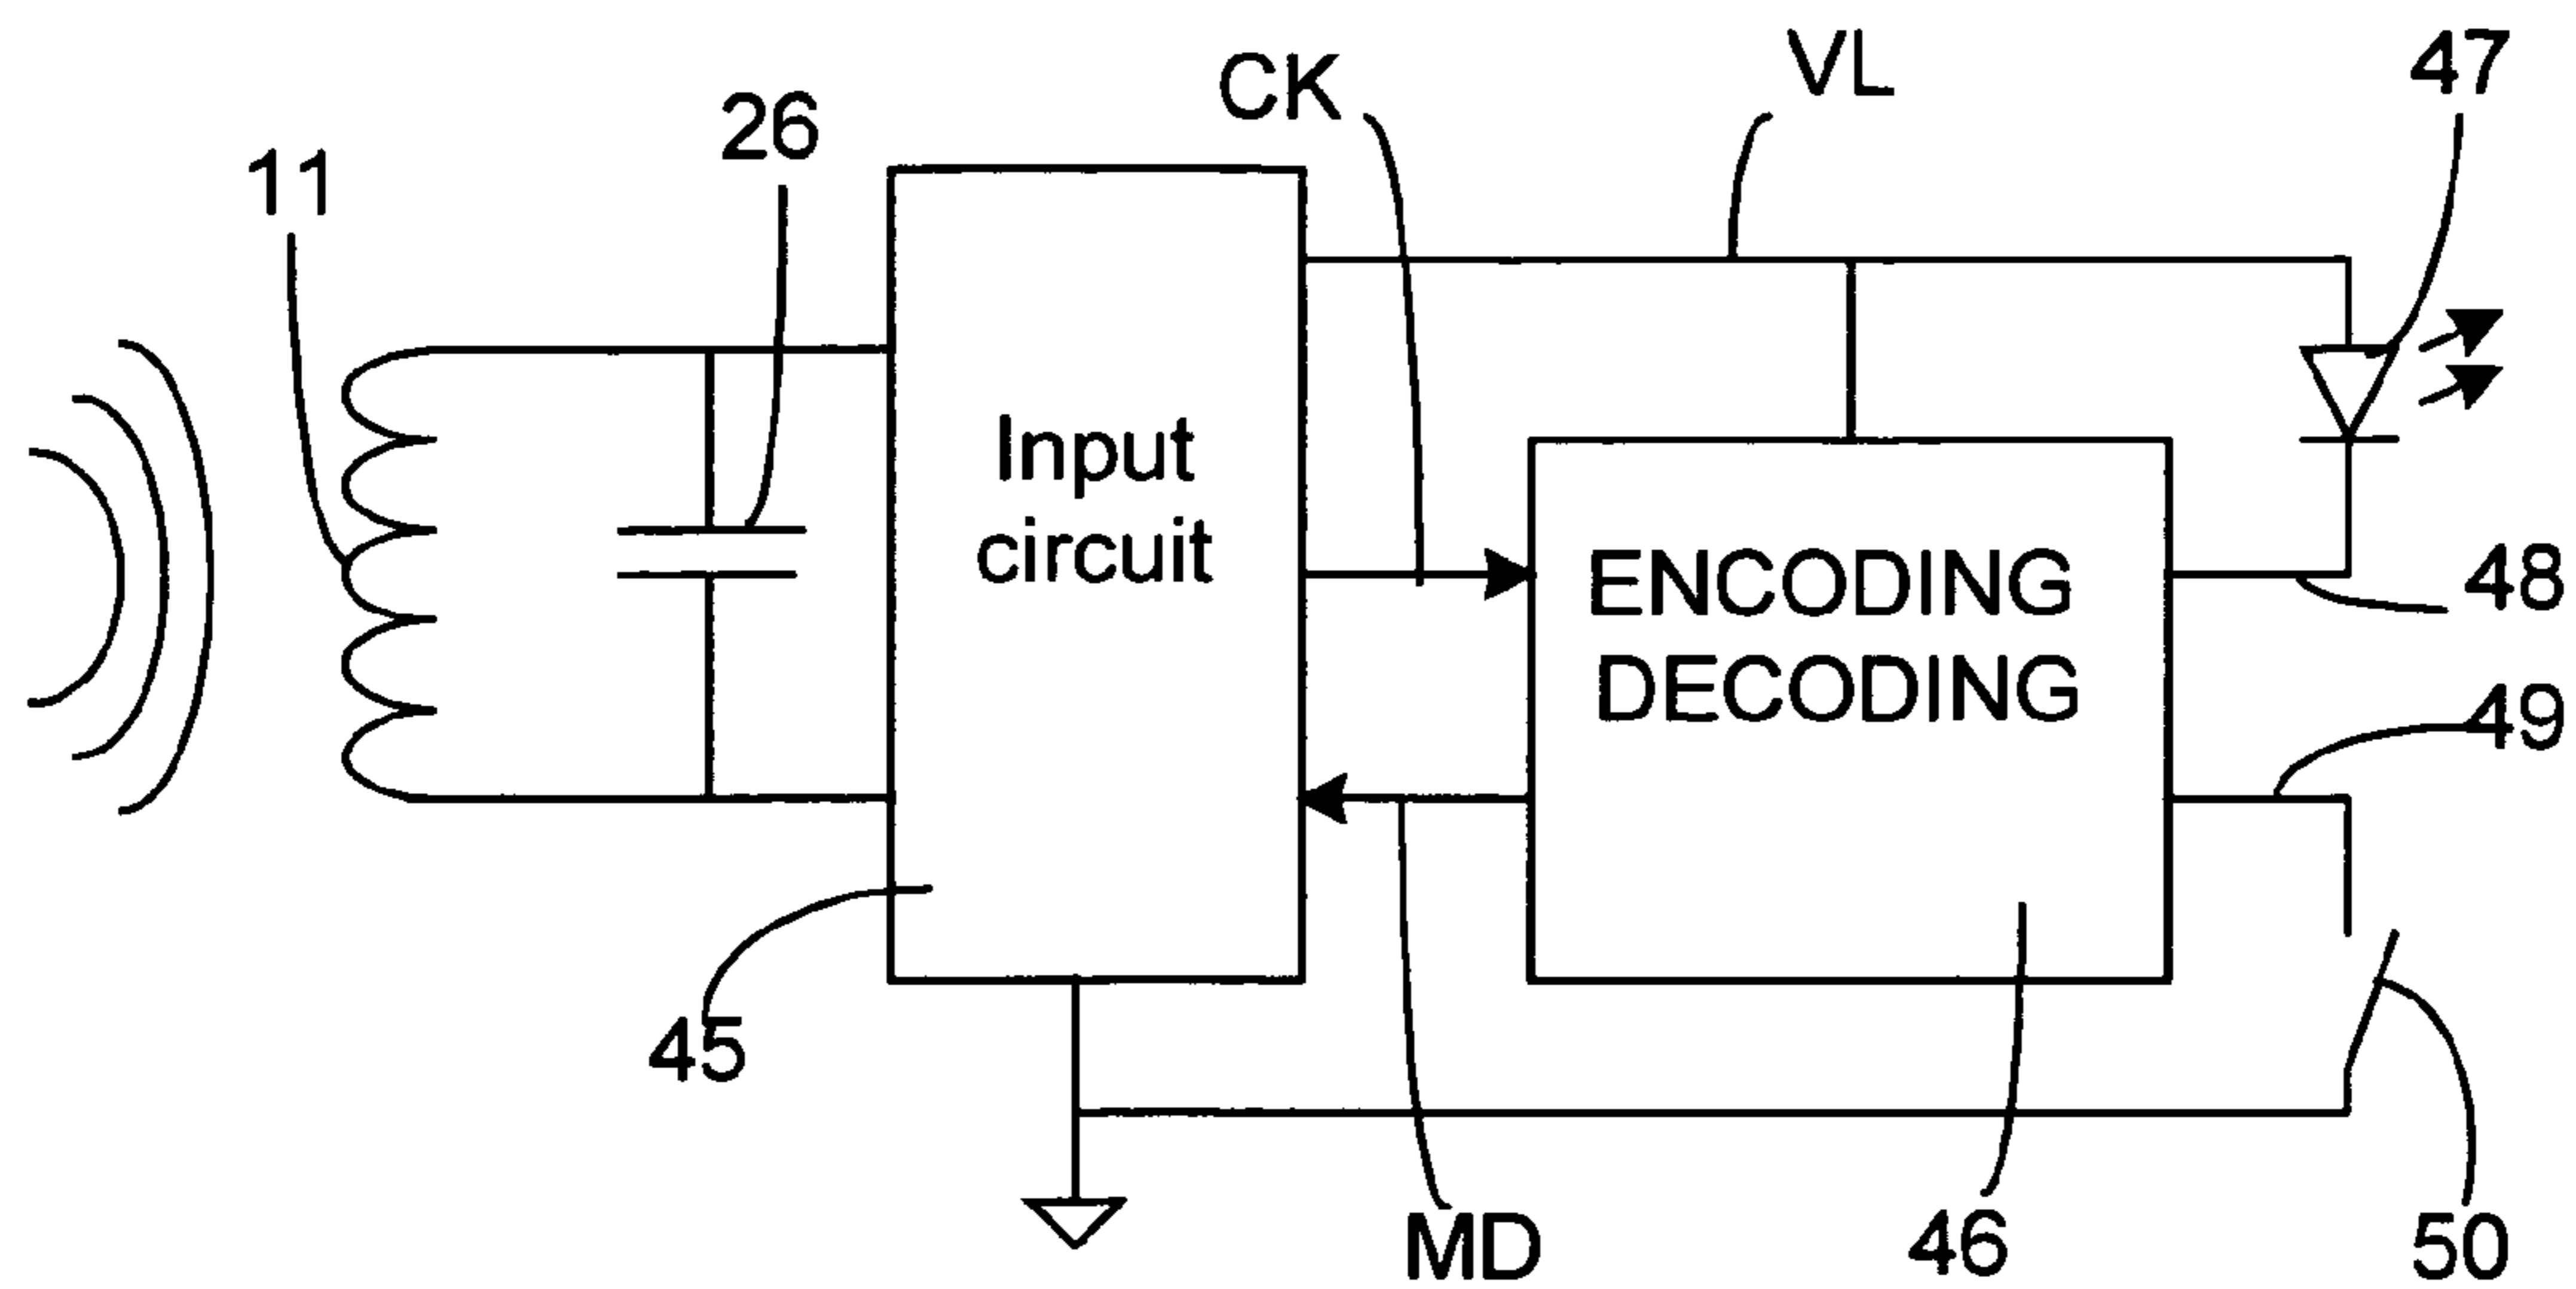 VL
47
CK
26
11
Input
circuit
ENCODING
DECODING
48
49
45
MD
46
50